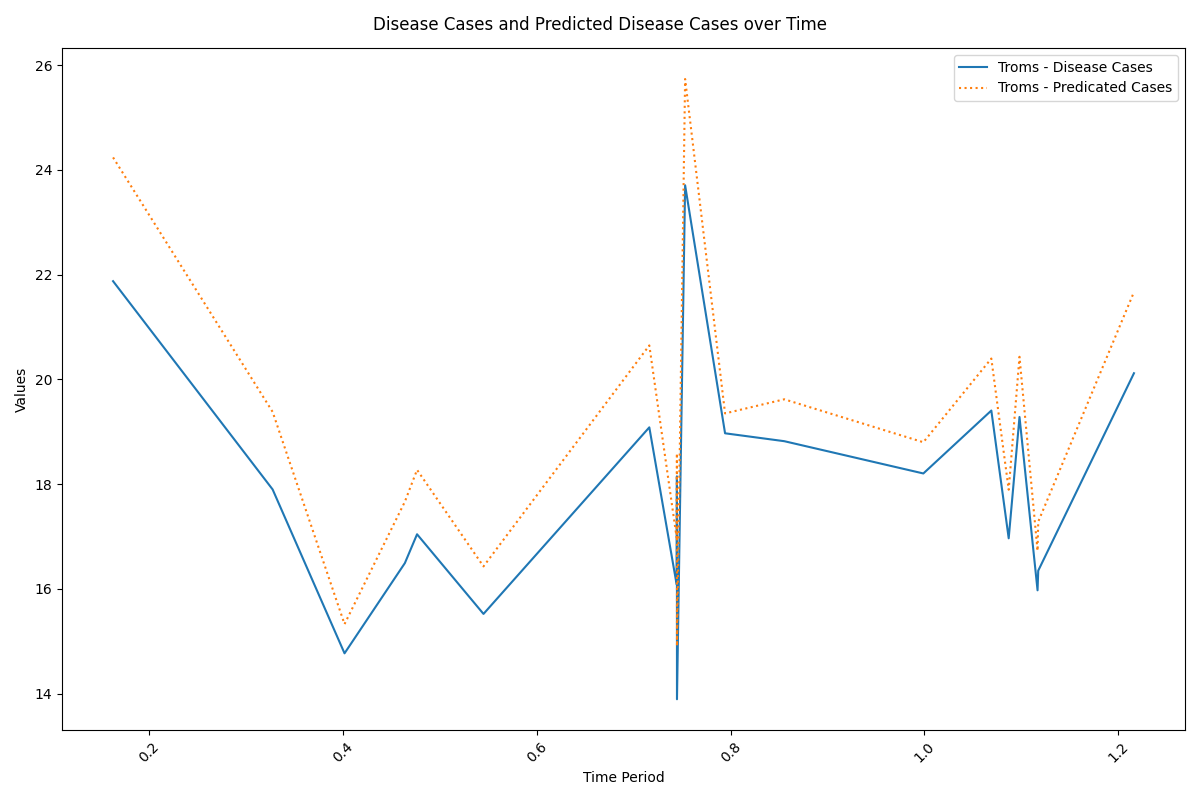 Disease Cases and Predicted Disease Cases over Time
Troms - Disease Cases
Troms - Predicated Cases
Values
26
24
22
20
18
16
14
0.2
0.4
0.6
0.8
1.0
1.2
Time Period